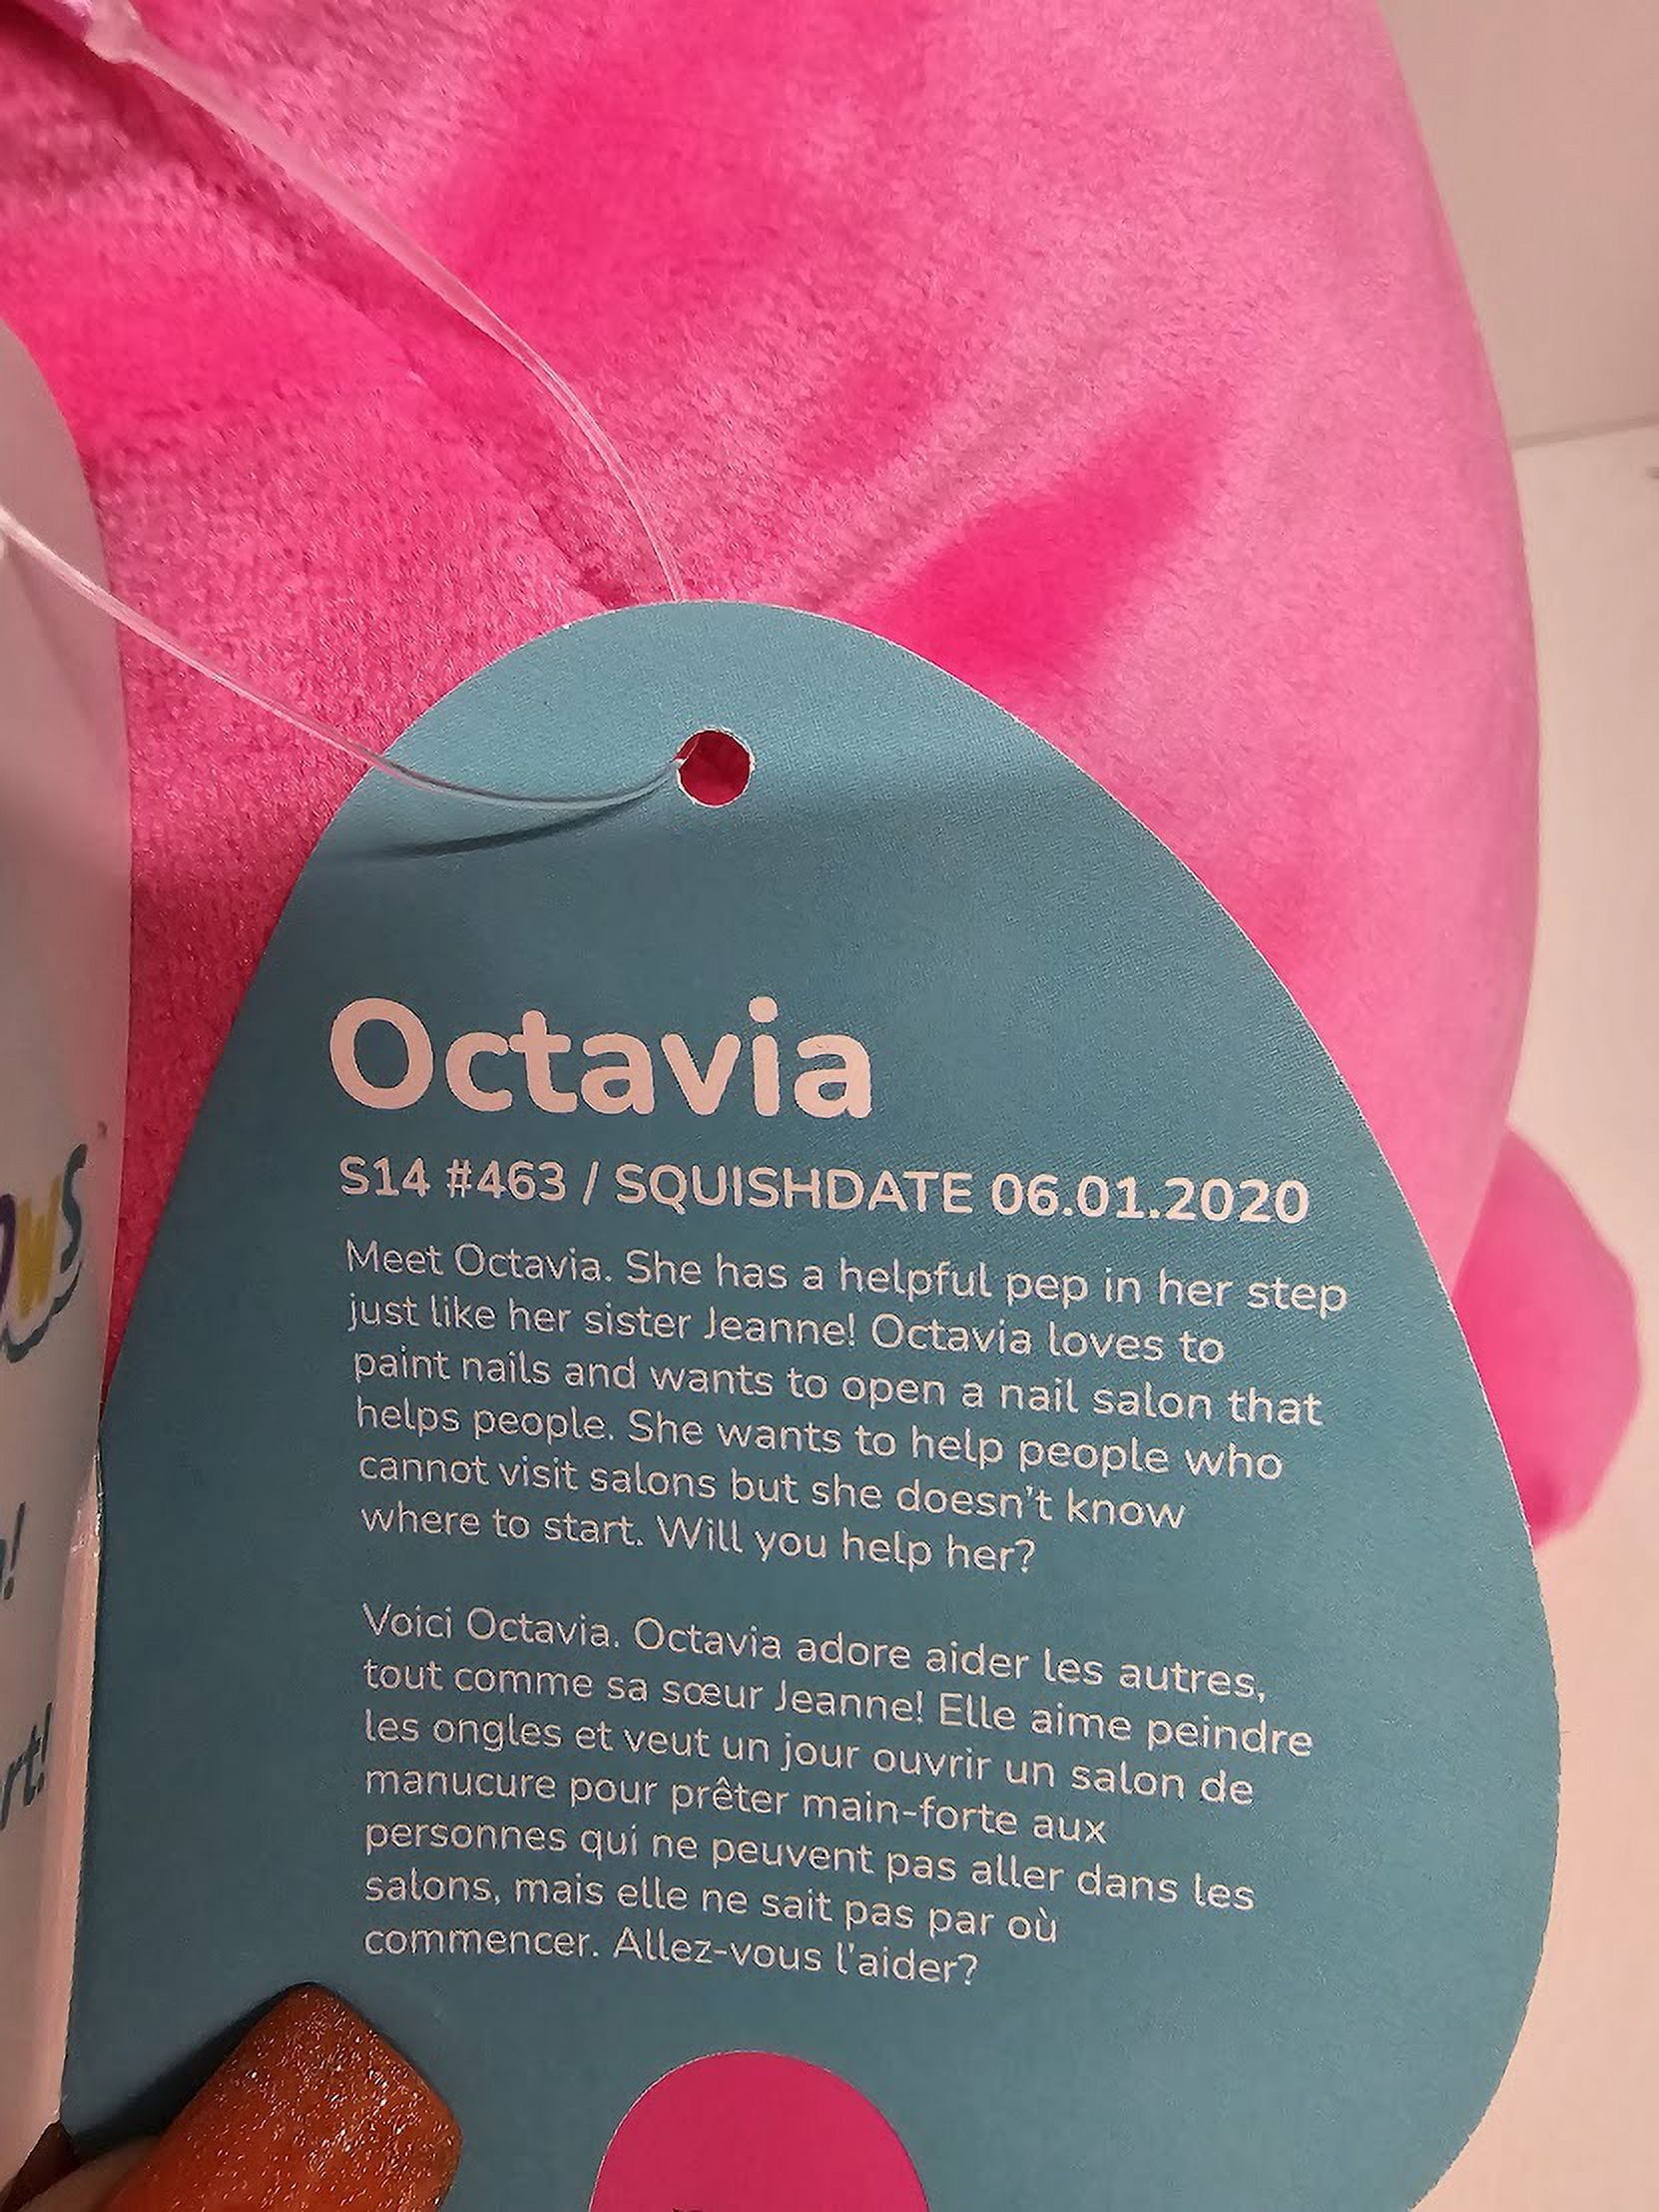 Octavia
S14 #463 / SQUISHDATE 06.01.2020
Meet Octavia. She has a helpful pep in her step
just like her sister Jeanne! Octavia loves to
paint nails and wants to open a nail salon that
helps people. She wants to help people who
cannot visit salons but she doesn't know
where to start. Will you help her?
Voici Octavia. Octavia adore aider les autres,
tout comme sa sœur Jeanne! Elle aime peindre
les ongles et veut un jour ouvrir un salon de
manucure pour prêter main-forte aux
personnes qui ne peuvent pas aller dans les
salons, mais elle ne sait pas par où
commencer. Allez-vous l'aider?